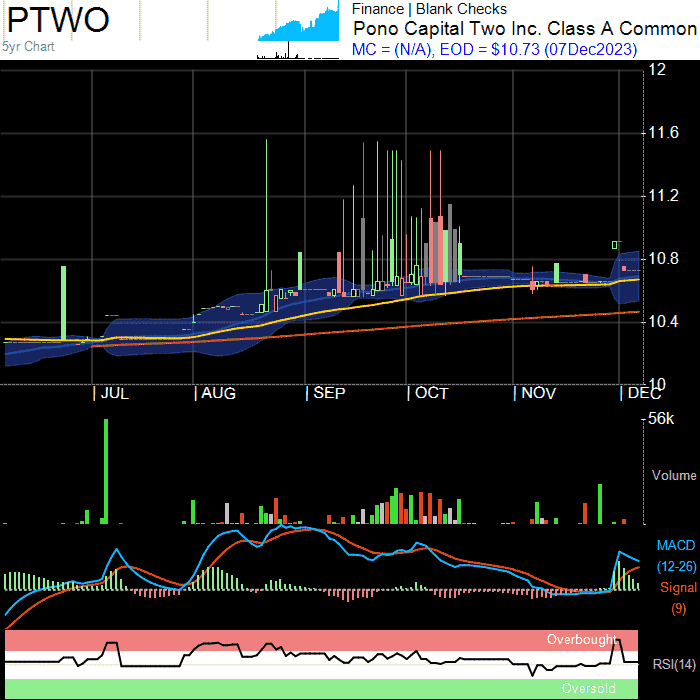 PTWO
5yr Chart
Finance | Blank Checks
Pono Capital Two Inc. Class A Common
MC = (N/A), EOD = $10.73 (07Dec2023)
12
11.6
11.2
10.8
10.4
10
| JUL | AUG | SEP | OCT | NOV | DEC
56k
Volume
MACD
(12-26)
Signal
(9)
Overbought
RSI(14)
Oversold